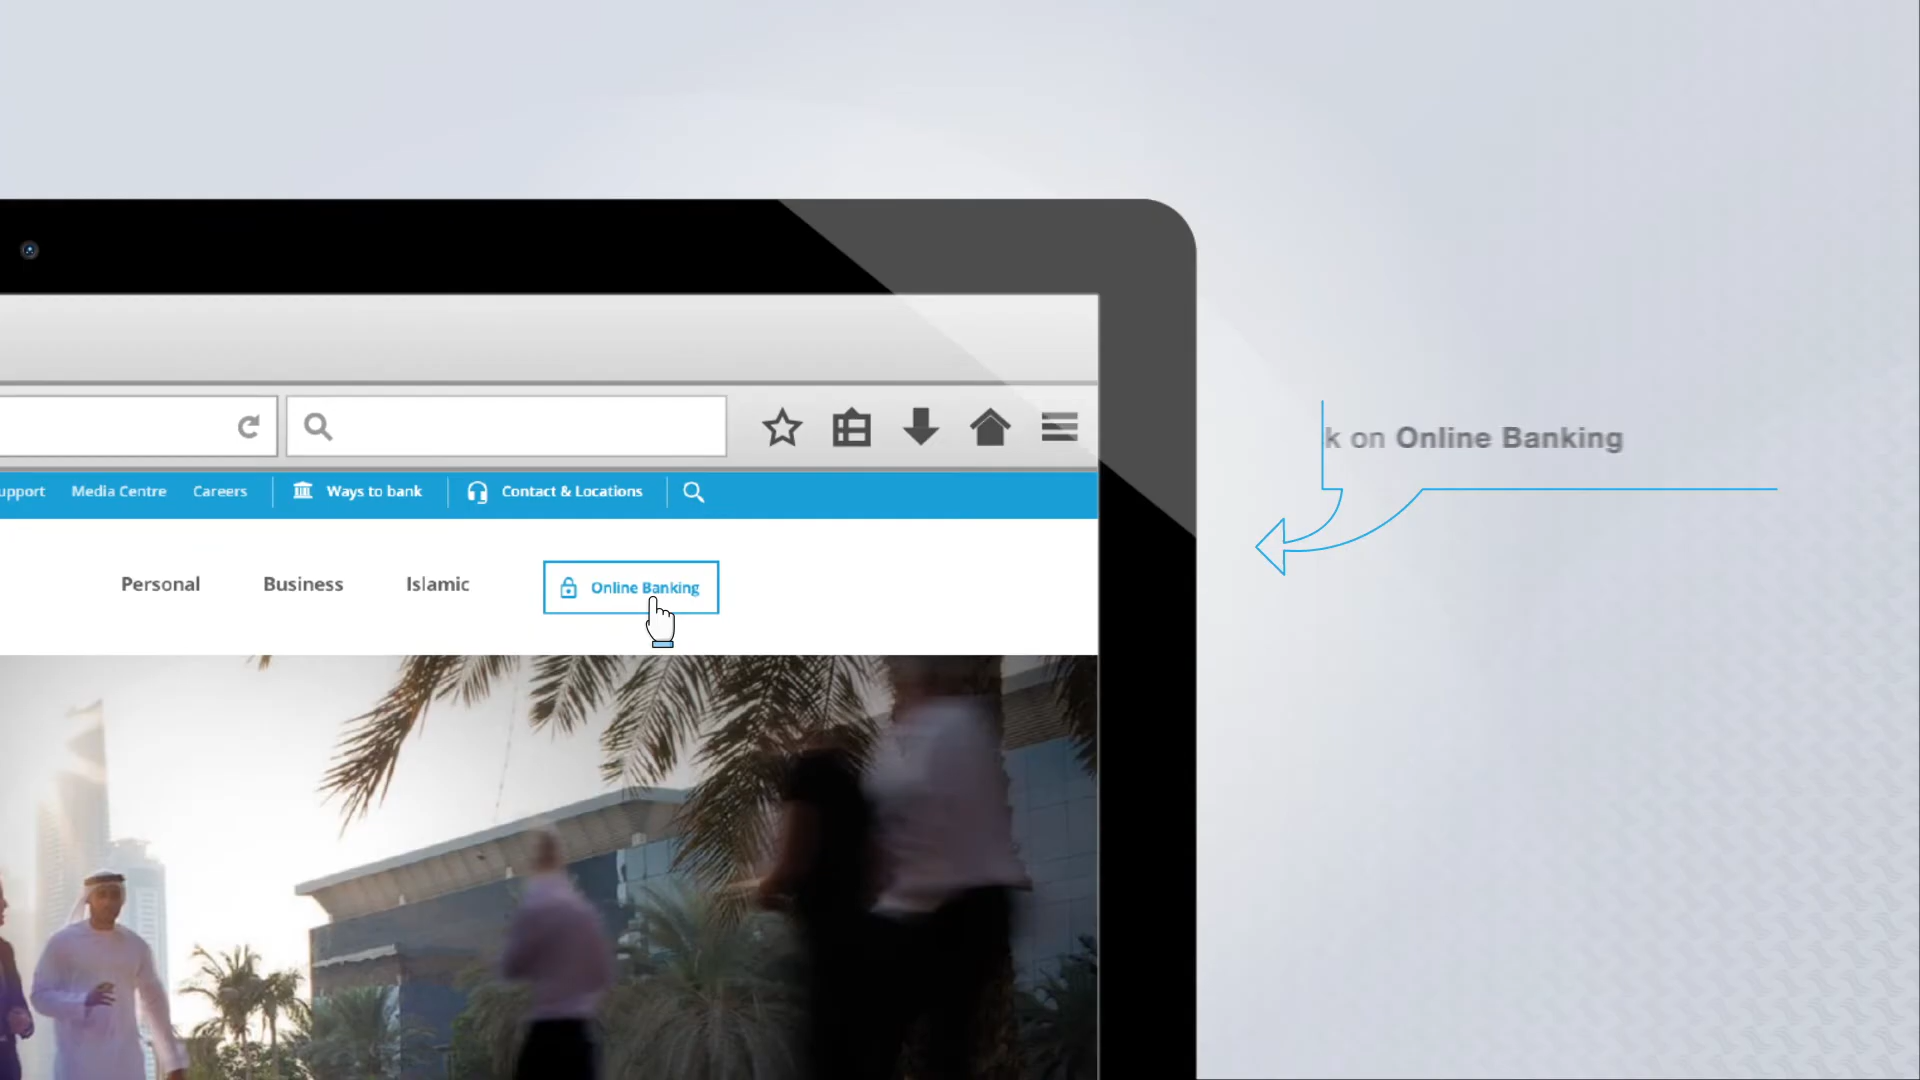 k on Online Banking
upport Media Centre Careers Ways to bank Contact & Locations
Personal Business Islamic Online Banking